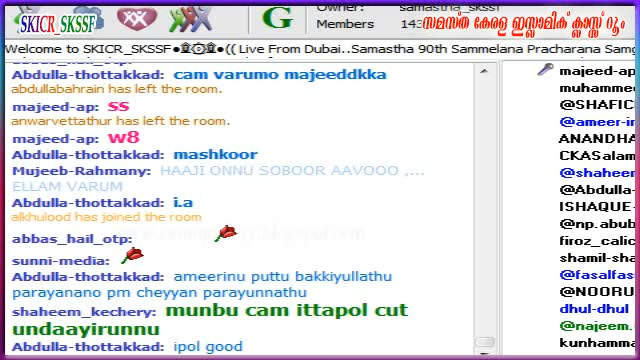 SKICR_SKSSF
Owner: samastha_skssf
Members 143
സമസ്ത കേരള ഇസ്ലാമിക് ക്ലാസ്സ് റൂം
Welcome to SKICR_SKSSF●۩۞۩●(( Live From Dubai..Samastha 90th Sammelana Pracharana Samg
Abdulla-thottakkad: cam varumo majeeddkka
abdullabahrain has left the room.
majeed-ap: ss
anwarvettathur has left the room.
majeed-ap: w8
Abdulla-thottakkad: mashkoor
Mujeeb-Rahmany: HAAJI ONNU SOBOOR AAVOOO ,...
ELLAM VARUM
Abdulla-thottakkad: i.a
alkhulood has joined the room
abbas_hail_otp:
sunni-media:
Abdulla-thottakkad: ameerinu puttu bakkiyullathu
parayanano pm cheyyan parayunnathu
shaheem_kechery: munbu cam ittapol cut
undaayirunnu
Abdulla-thottakkad: ipol good
majeed-ap
muhamme
@SHAFIC
@ameer-in
ANANDHA
CKASalam
@shaheem
@Abdulla-
ISHAQUE-
@np.abub
firoz_calic
shamil-sha
@fasalfas
@NOORU
dhul-dhul
@najeem.
kunhamma